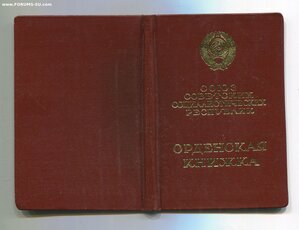 www.FORUMS-SU.com
СОЮЗ
СОВЕТСКИХ
СОЦИАЛИСТИЧЕСКИХ
РЕСПУБЛИК
ОРДЕНСКАЯ
КНИЖКА